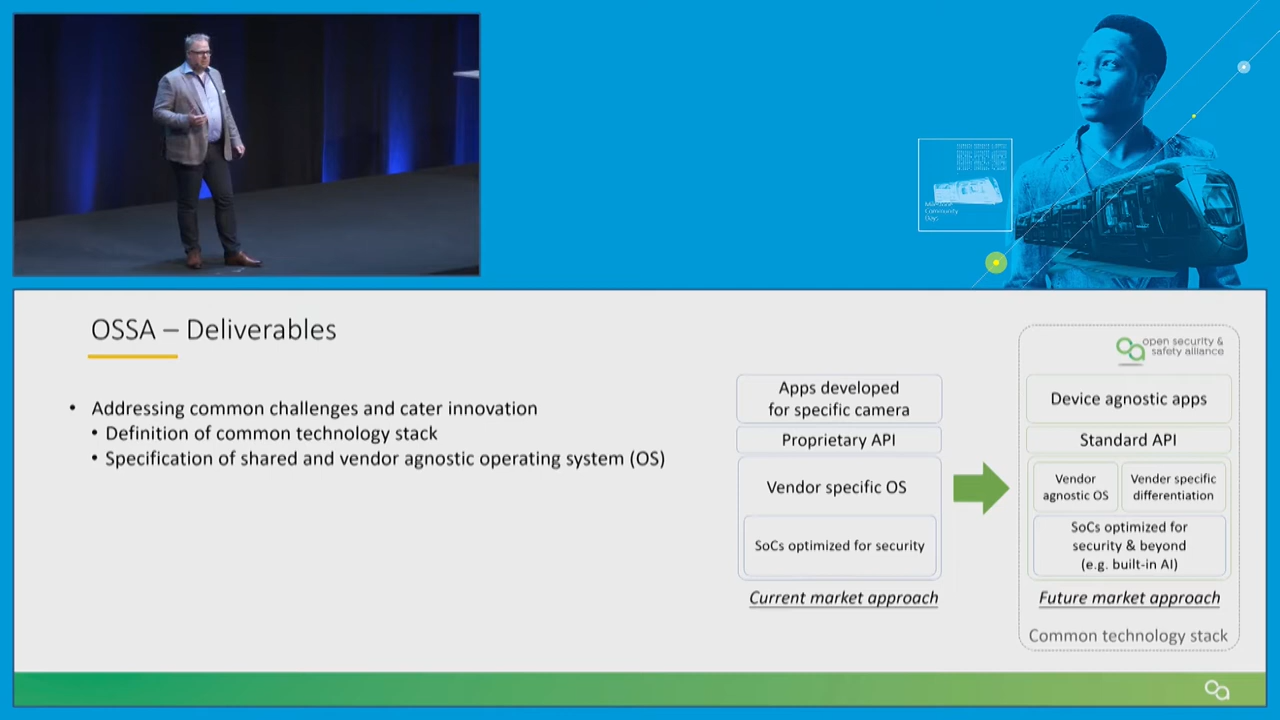 Milestone
Community
Days
OSSA – Deliverables
• Addressing common challenges and cater innovation
• Definition of common technology stack
• Specification of shared and vendor agnostic operating system (OS)
Apps developed
for specific camera
Proprietary API
Vendor specific OS
SoCs optimized for security
Current market approach
open security &
safety alliance
Device agnostic apps
Standard API
Vendor
agnostic OS
Vender specific
differentiation
SoCs optimized for
security & beyond
(e.g. built-in AI)
Future market approach
Common technology stack